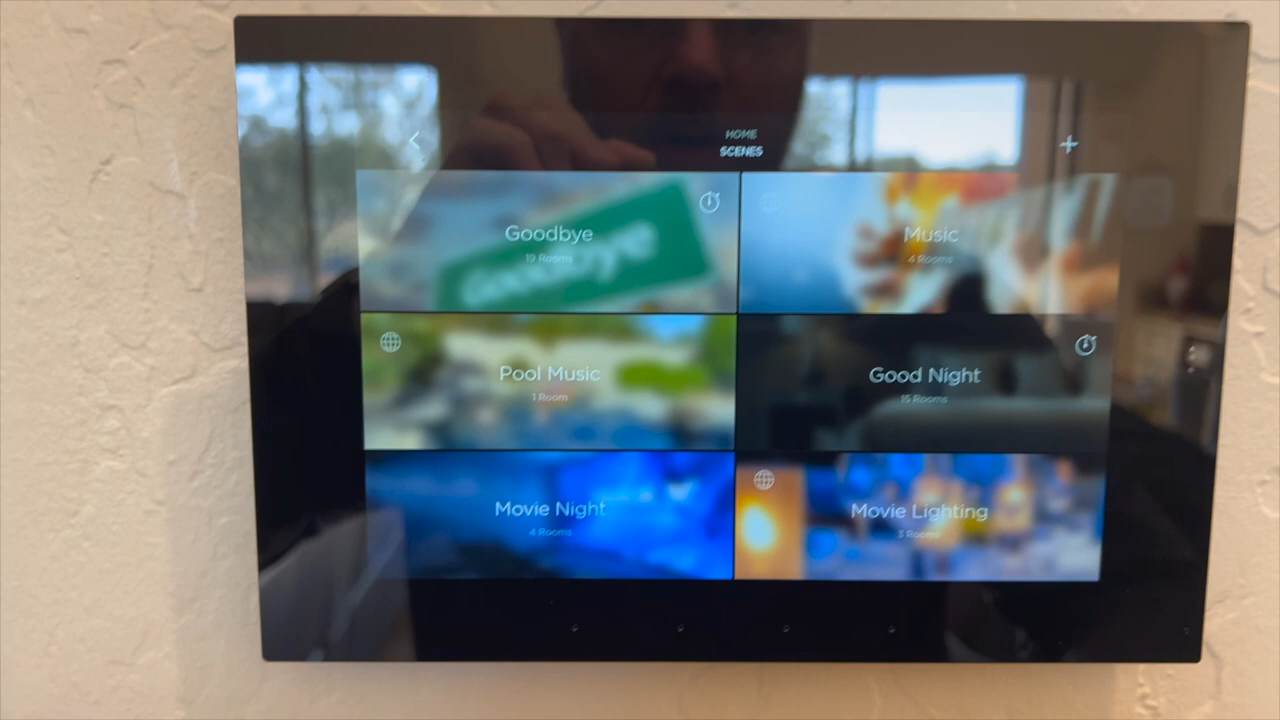 HOME
SCENES
Goodbye
19 Rooms
goodbye
Music
4 Rooms
Pool Music
1 Room
Good Night
15 Rooms
Movie Night
4 Rooms
Movie Lighting
3 Rooms